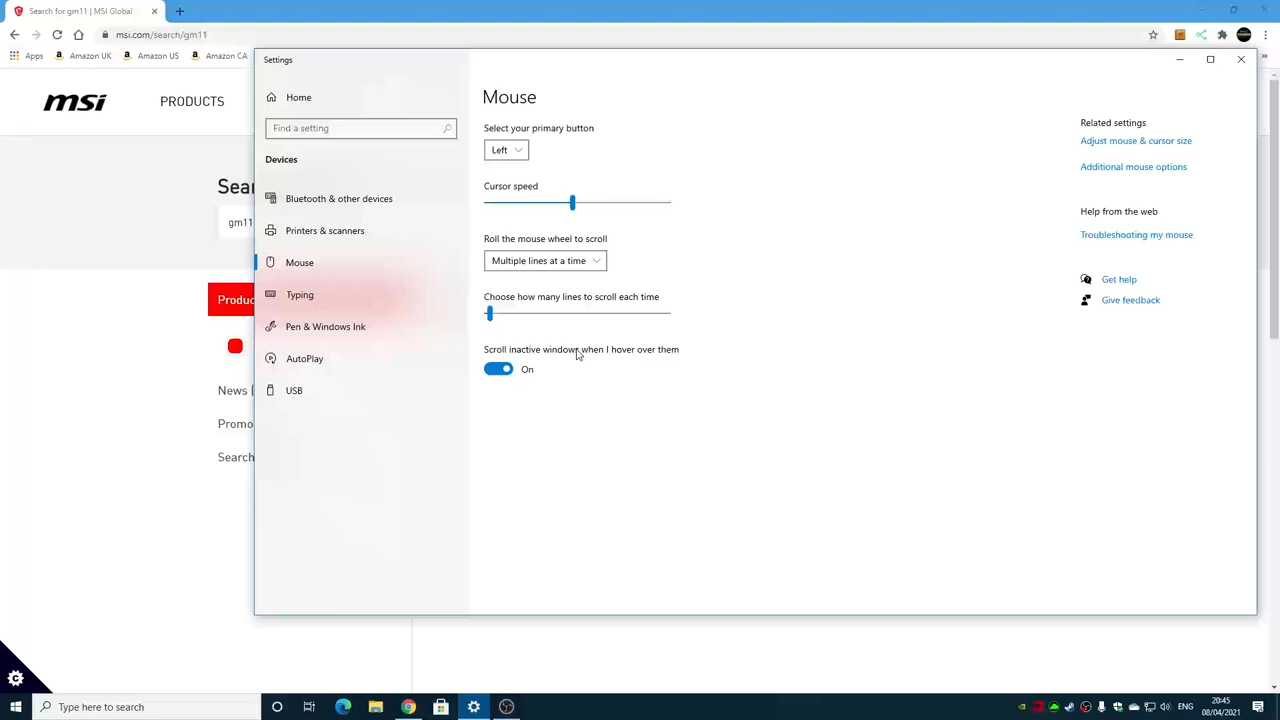 Search for gm11 | MSI Global
msi.com/search/gm11
Apps
Amazon UK
Amazon US
Amazon CA
msi
PRODUCTS
Sear
gm11
Produc
News |
Promo
Search
Settings
Home
Find a setting
Devices
Bluetooth & other devices
Printers & scanners
Mouse
Typing
Pen & Windows Ink
AutoPlay
USB
Mouse
Select your primary button
Left
Cursor speed
Roll the mouse wheel to scroll
Multiple lines at a time
Choose how many lines to scroll each time
Scroll inactive windows when I hover over them
On
Related settings
Adjust mouse & cursor size
Additional mouse options
Help from the web
Troubleshooting my mouse
Get help
Give feedback
Type here to search
ENG
20:45
08/04/2021